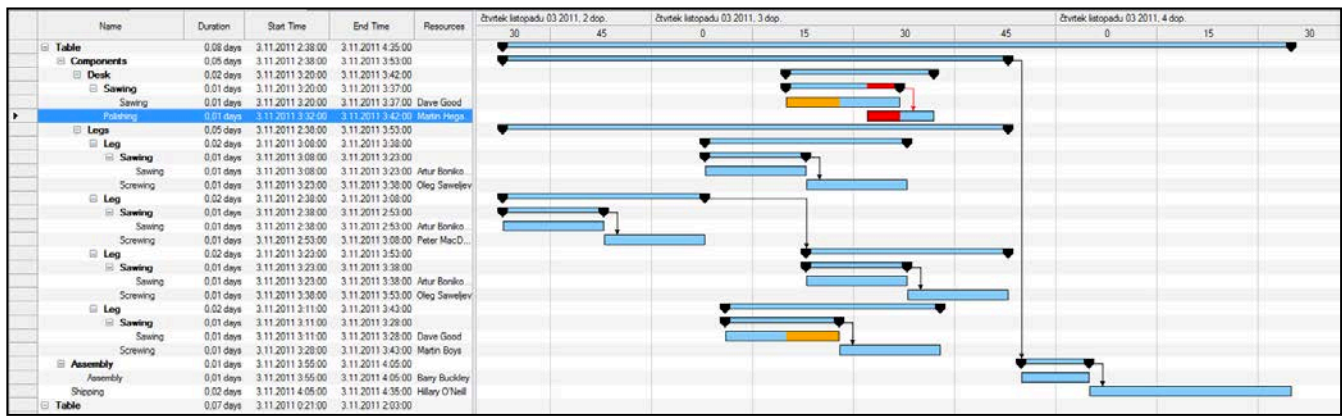 Name Duration Start Time End Time Resources čtvrtek listopadu 03 2011, 2 dop. čtvrtek listopadu 03 2011, 3 dop. čtvrtek listopadu 03 2011, 4 dop.
30 45 0 15 30 45 0 15 30
Table 0,08 days 3.11.2011 2:38:00 3.11.2011 4:35:00
Components 0,05 days 3.11.2011 2:38:00 3.11.2011 3:53:00
Desk 0.02 days 3.11.2011 3:20:00 3.11.2011 3:42:00
Sawing 0.01 days 3.11.2011 3:20:00 3.11.2011 3:37:00
Sawing 0.01 days 3.11.2011 3:20:00 3.11.2011 3:37:00 Dave Good
Polishing 0,01 days 3.11.2011 3:32:00 3.11.2011 3:42:00 Martin Hega...
Legs 0.05 days 3.11.2011 2:38:00 3.11.2011 3:53:00
Leg 0.02 days 3.11.2011 3:08:00 3.11.2011 3:38:00
Sawing 0,01 days 3.11.2011 3:08:00 3.11.2011 3:23:00
Sawing 0,01 days 3.11.2011 3:08:00 3.11.2011 3:23:00 Artur Boniko...
Screwing 0,01 days 3.11.2011 3:23:00 3.11.2011 3:38:00 Oleg Saweljev
Leg 0.02 days 3.11.2011 2:38:00 3.11.2011 3:08:00
Sawing 0,01 days 3.11.2011 2:38:00 3.11.2011 2:53:00
Sawing 0,01 days 3.11.2011 2:38:00 3.11.2011 2:53:00 Artur Boniko...
Screwing 0,01 days 3.11.2011 2:53:00 3.11.2011 3:08:00 Peter MacD...
Leg 0.02 days 3.11.2011 3:23:00 3.11.2011 3:53:00
Sawing 0,01 days 3.11.2011 3:23:00 3.11.2011 3:38:00
Sawing 0,01 days 3.11.2011 3:23:00 3.11.2011 3:38:00 Artur Boniko...
Screwing 0,01 days 3.11.2011 3:38:00 3.11.2011 3:53:00 Oleg Saweljev
Leg 0.02 days 3.11.2011 3:11:00 3.11.2011 3:43:00
Sawing 0,01 days 3.11.2011 3:11:00 3.11.2011 3:28:00
Sawing 0,01 days 3.11.2011 3:11:00 3.11.2011 3:28:00 Dave Good
Screwing 0,01 days 3.11.2011 3:28:00 3.11.2011 3:43:00 Martin Boys
Assembly 0.01 days 3.11.2011 3:55:00 3.11.2011 4:05:00
Assembly 0,01 days 3.11.2011 3:55:00 3.11.2011 4:05:00 Barry Buckley
Shipping 0,02 days 3.11.2011 4:05:00 3.11.2011 4:35:00 Hillary O'Neill
Table 0,07 days 3.11.2011 0:21:00 3.11.2011 2:03:00